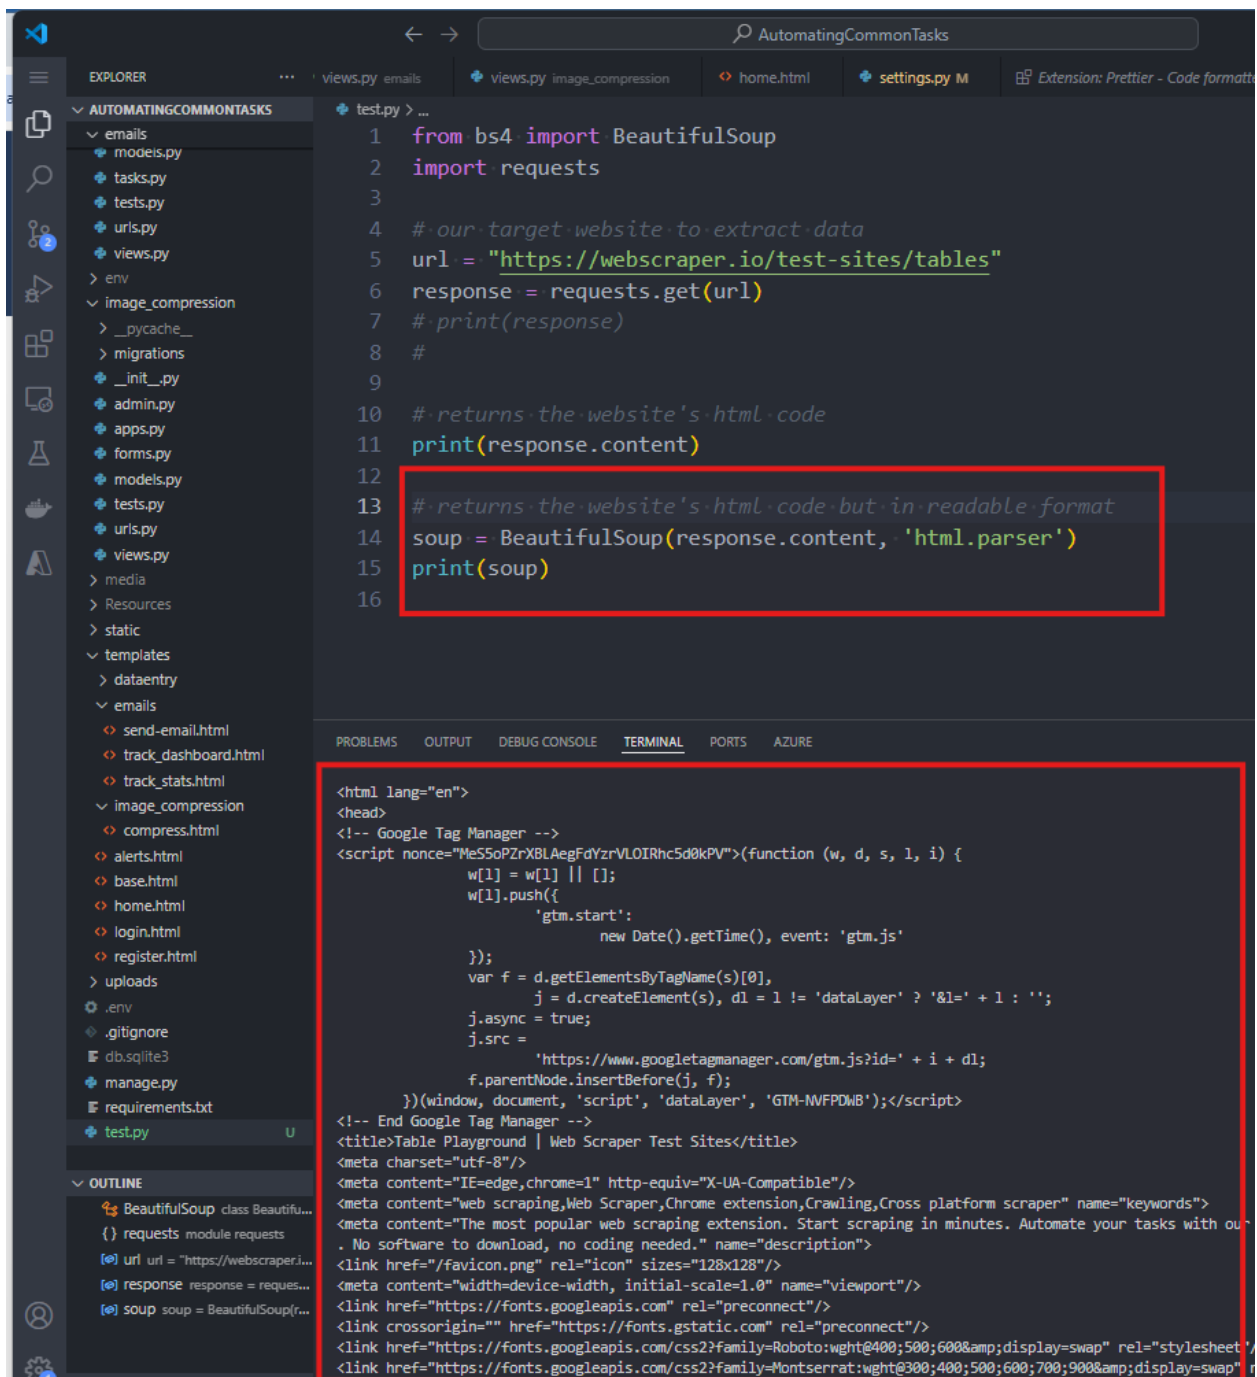 AutomatingCommonTasks
EXPLORER
views.py emails
views.py image_compression
home.html
settings.py M
Extension: Prettier - Code formatte
AUTOMATINGCOMMONTASKS
emails
models.py
tasks.py
tests.py
urls.py
views.py
env
image_compression
__pycache__
migrations
__init__.py
admin.py
apps.py
forms.py
models.py
tests.py
urls.py
views.py
media
Resources
static
templates
dataentry
emails
send-email.html
track_dashboard.html
track_stats.html
image_compression
compress.html
alerts.html
base.html
home.html
login.html
register.html
uploads
.env
.gitignore
db.sqlite3
manage.py
requirements.txt
test.py U
OUTLINE
BeautifulSoup class Beautifu...
requests module requests
url url = "https://webscraper.i...
response response = reques...
soup soup = BeautifulSoup(r...
2
test.py > ...
1 from bs4 import BeautifulSoup
2 import requests
3
4 # our target website to extract data
5 url = "https://webscraper.io/test-sites/tables"
6 response = requests.get(url)
7 # print(response)
8 #
9
10 # returns the website's html code
11 print(response.content)
12
13 # returns the website's html code but in readable format
14 soup = BeautifulSoup(response.content, 'html.parser')
15 print(soup)
16
PROBLEMS OUTPUT DEBUG CONSOLE TERMINAL PORTS AZURE
<html lang="en">
<head>
<!-- Google Tag Manager -->
<script nonce="MeS5oPZrXBLAegFdYzrVLOIRhc5d0kPV">(function (w, d, s, l, i) {
w[l] = w[l] || [];
w[l].push({
'gtm.start':
new Date().getTime(), event: 'gtm.js'
});
var f = d.getElementsByTagName(s)[0],
j = d.createElement(s), dl = l != 'dataLayer' ? '&l=' + l : '';
j.async = true;
j.src =
'https://www.googletagmanager.com/gtm.js?id=' + i + dl;
f.parentNode.insertBefore(j, f);
})(window, document, 'script', 'dataLayer', 'GTM-NVFPDWB');</script>
<!-- End Google Tag Manager -->
<title>Table Playground | Web Scraper Test Sites</title>
<meta charset="utf-8"/>
<meta content="IE=edge,chrome=1" http-equiv="X-UA-Compatible"/>
<meta content="web scraping,Web Scraper,Chrome extension,Crawling,Cross platform scraper" name="keywords">
<meta content="The most popular web scraping extension. Start scraping in minutes. Automate your tasks with our
. No software to download, no coding needed." name="description">
<link href="/favicon.png" rel="icon" sizes="128x128"/>
<meta content="width=device-width, initial-scale=1.0" name="viewport"/>
<link href="https://fonts.googleapis.com" rel="preconnect"/>
<link crossorigin="" href="https://fonts.gstatic.com" rel="preconnect"/>
<link href="https://fonts.googleapis.com/css2?family=Roboto:wght@400;500;600&amp;display=swap" rel="stylesheet"/
<link href="https://fonts.googleapis.com/css2?family=Montserrat:wght@300;400;500;600;700;900&amp;display=swap" r